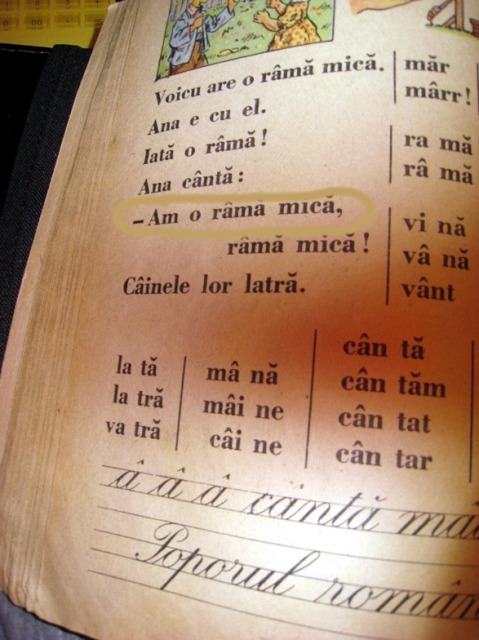 Voicu are o râmă mică.
Ana e cu el.
Iată o râmă!
Ana cântă:
– Am o râmă mică,
râmă mică!
Câinele lor latră.
măr
mârr!
ra mă
râ mă
vi nă
vâ nă
vânt
la tă
la tră
va tră
mâ nă
mâi ne
câi ne
cân tă
cân tăm
cân tat
cân tar
â â â cântă
Poporul român